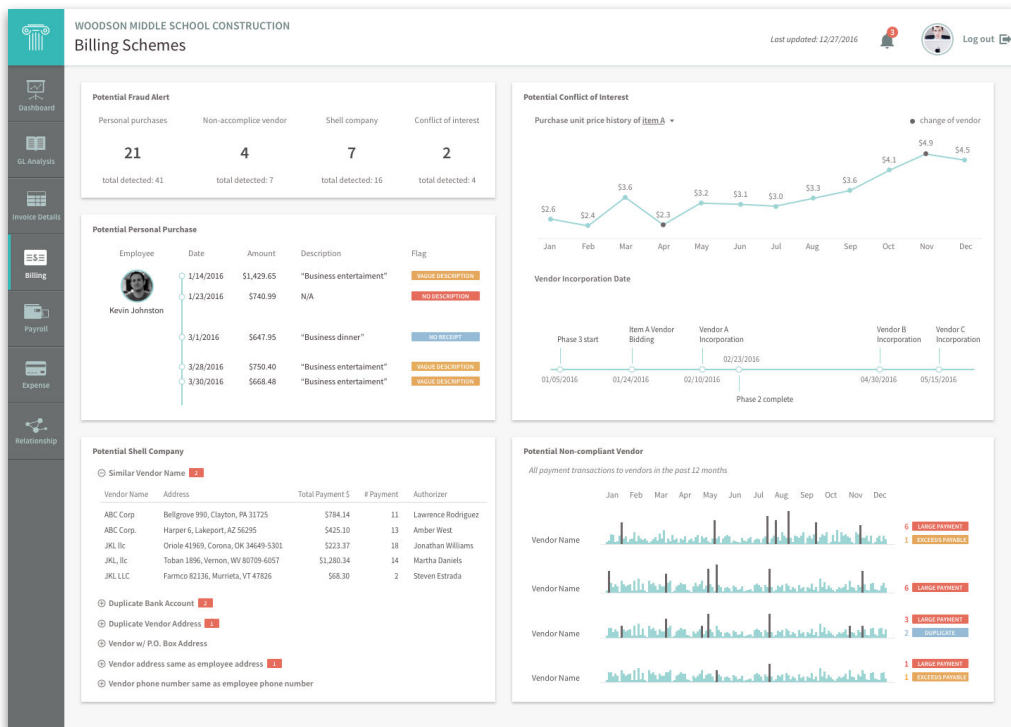 WOODSON MIDDLE SCHOOL CONSTRUCTION
Billing Schemes
Last updated: 12/27/2016
3
Log out
Dashboard
GL Analysis
Invoice Details
Billing
Payroll
Expense
Relationship
Potential Fraud Alert
Personal purchases Non-accomplice vendor Shell company Conflict of interest
21 4 7 2
total detected: 41 total detected: 7 total detected: 16 total detected: 4
Potential Personal Purchase
Employee Date Amount Description Flag
Kevin Johnston
1/14/2016 $1,429.65 "Business entertaiment" VAGUE DESCRIPTION
1/23/2016 $740.99 N/A NO DESCRIPTION
3/1/2016 $647.95 "Business dinner" NO RECEIPT
3/28/2016 $750.40 "Business entertaiment" VAGUE DESCRIPTION
3/30/2016 $668.48 "Business entertaiment" VAGUE DESCRIPTION
Potential Shell Company
Similar Vendor Name 2
Vendor Name Address Total Payment $ # Payment Authorizer
ABC Corp Bellgrove 990, Clayton, PA 31725 $784.14 11 Lawrence Rodriguez
ABC Corp. Harper 6, Lakeport, AZ 56295 $425.10 13 Amber West
JKL llc Oriole 41969, Corona, OK 34649-5301 $223.37 18 Jonathan Williams
JKL, llc Toban 1896, Vernon, WV 80709-6057 $1,280.34 14 Martha Daniels
JKL LLC Farmco 82136, Murrieta, VT 47826 $68.30 2 Steven Estrada
Duplicate Bank Account 2
Duplicate Vendor Address 1
Vendor w/ P.O. Box Address
Vendor address same as employee address 1
Vendor phone number same as employee phone number
Potential Conflict of Interest
Purchase unit price history of item A
change of vendor
$2.6 $2.4 $3.6 $2.3 $3.2 $3.1 $3.0 $3.3 $3.6 $4.1 $4.9 $4.5
Jan Feb Mar Apr May Jun Jul Aug Sep Oct Nov Dec
Vendor Incorporation Date
Phase 3 start
Item A Vendor Bidding
Vendor A Incorporation
Vendor B Incorporation
Vendor C Incorporation
02/23/2016
01/05/2016 01/24/2016 02/10/2016 04/30/2016 05/15/2016
Phase 2 complete
Potential Non-compliant Vendor
All payment transactions to vendors in the past 12 months
Jan Feb Mar Apr May Jun Jul Aug Sep Oct Nov Dec
Vendor Name
6 LARGE PAYMENT
1 EXCEEDS PAYABLE
Vendor Name
6 LARGE PAYMENT
Vendor Name
3 LARGE PAYMENT
2 DUPLICATE
Vendor Name
1 LARGE PAYMENT
1 EXCEEDS PAYABLE